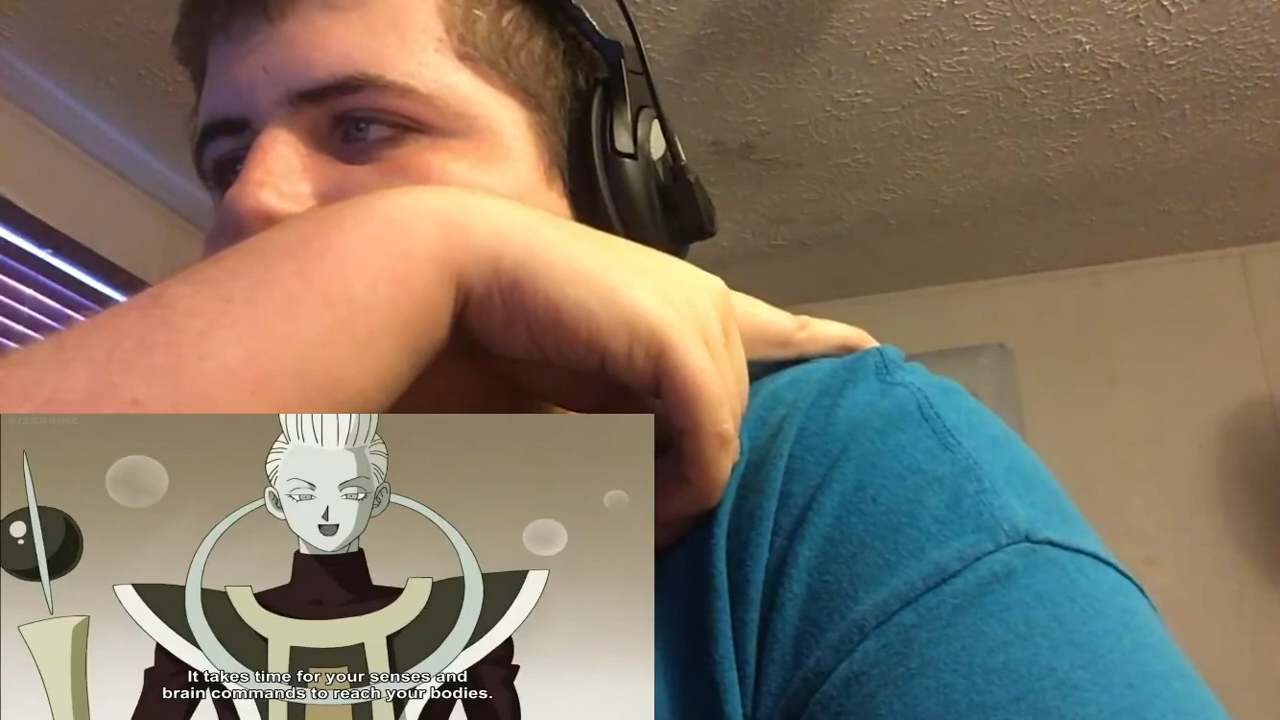 It takes time for your senses and
brain commands to reach your bodies.